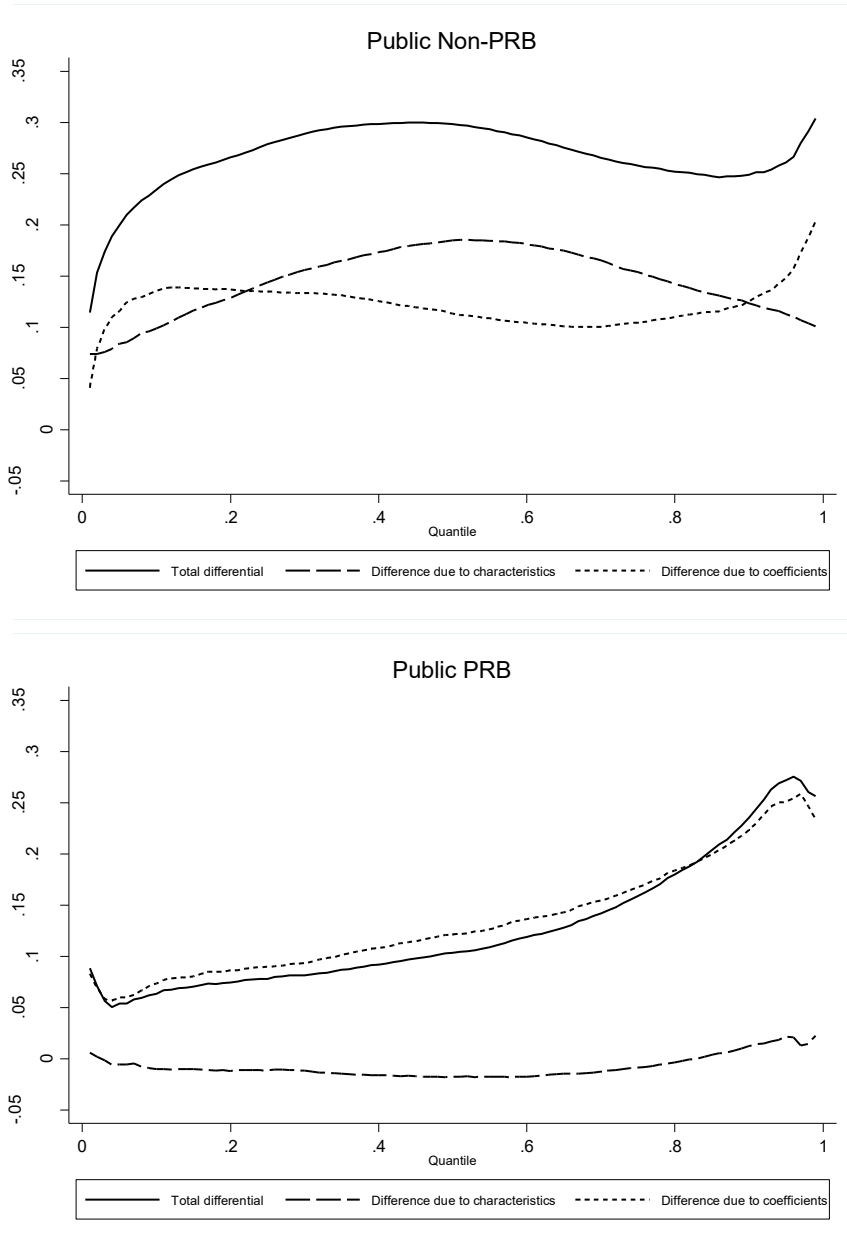 Public Non-PRB
.35
.3
.25
.2
.15
.1
.05
0
-.05
0 .2 .4 .6 .8 1
Quantile
Total differential Difference due to characteristics Difference due to coefficients
Public PRB
.35
.3
.25
.2
.15
.1
.05
0
-.05
0 .2 .4 .6 .8 1
Quantile
Total differential Difference due to characteristics Difference due to coefficients